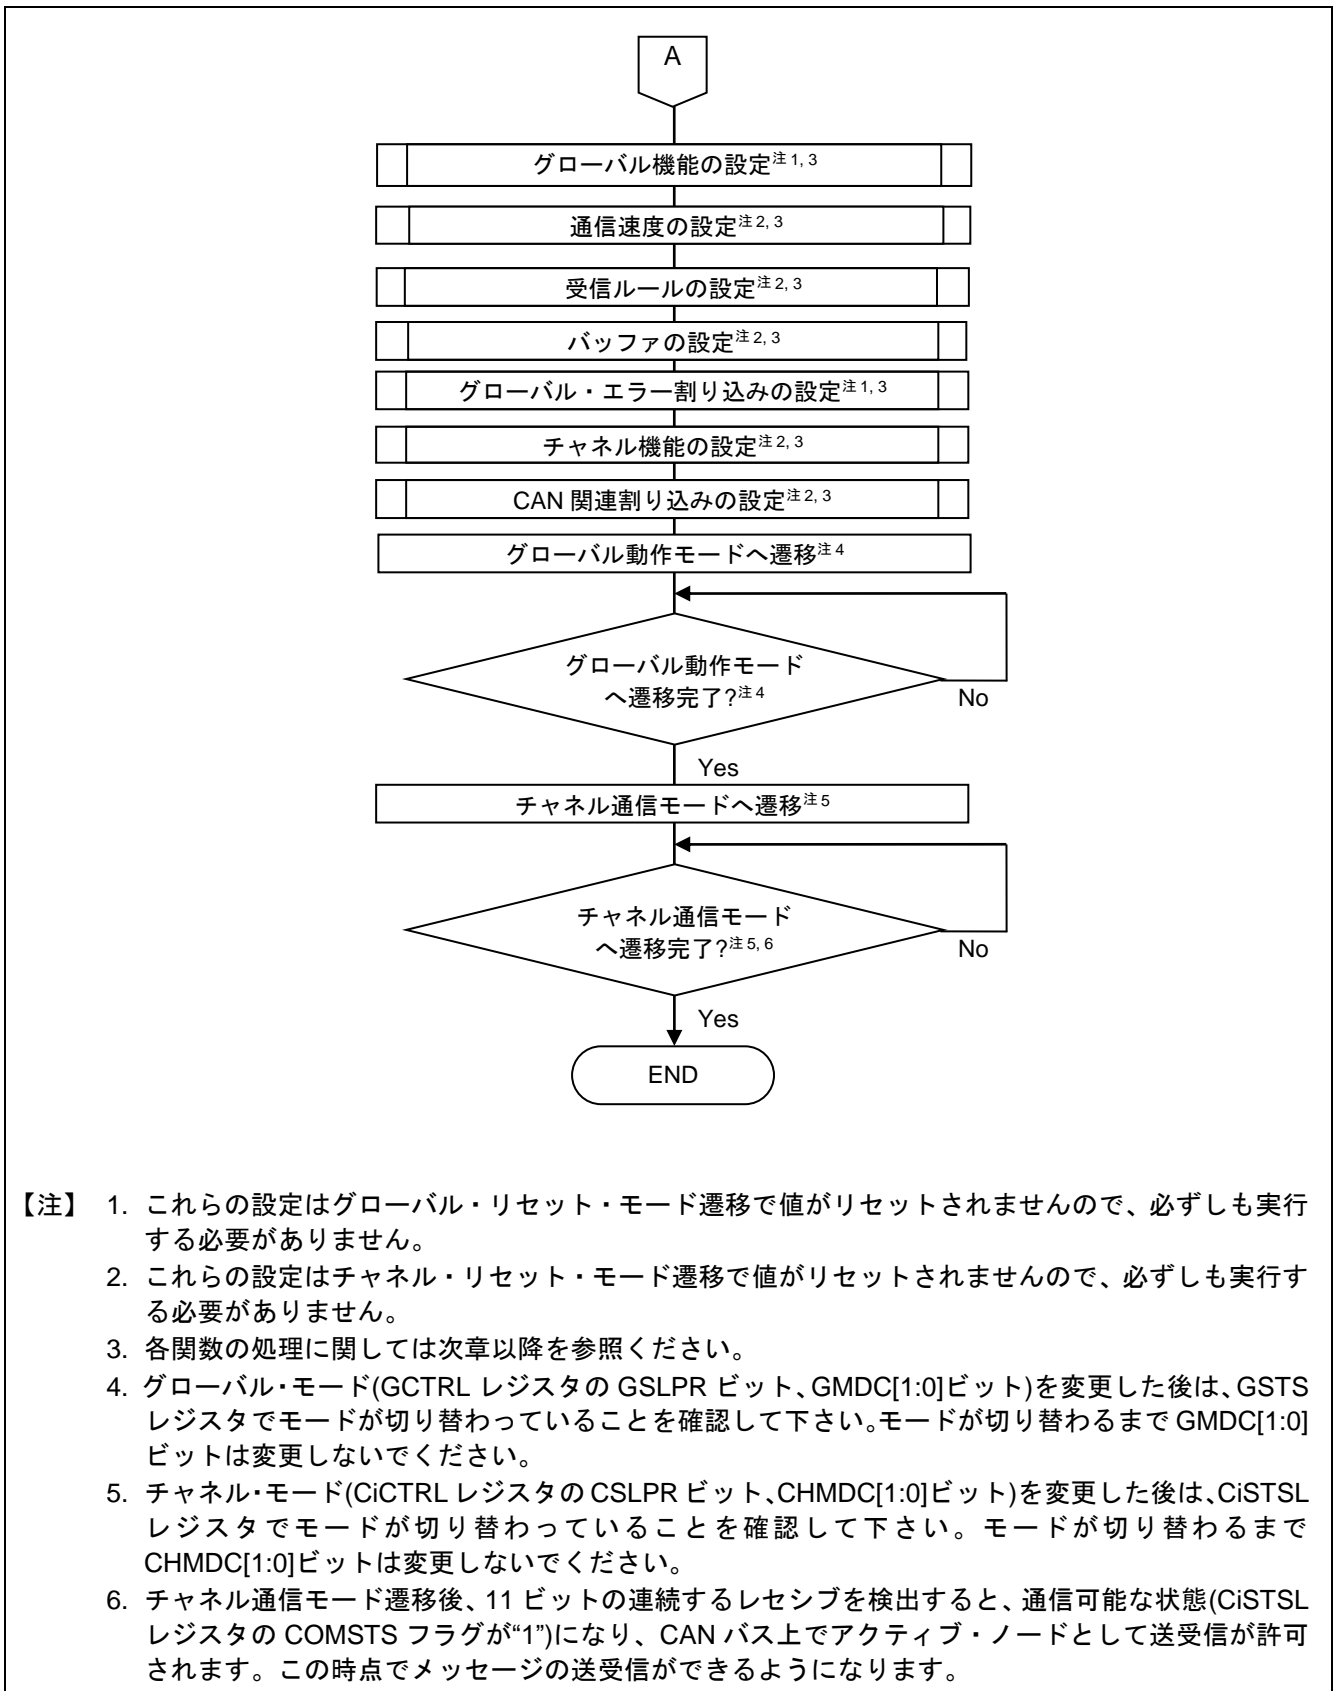 A
グローバル機能の設定注 1, 3
通信速度の設定注 2, 3
受信ルールの設定注 2, 3
バッファの設定注 2, 3
グローバル・エラー割り込みの設定注 1, 3
チャネル機能の設定注 2, 3
CAN 関連割り込みの設定注 2, 3
グローバル動作モードへ遷移注 4
グローバル動作モード
へ遷移完了?注 4
No
Yes
チャネル通信モードへ遷移注 5
チャネル通信モード
へ遷移完了?注 5, 6
No
Yes
END
【注】 1. これらの設定はグローバル・リセット・モード遷移で値がリセットされませんので、必ずしも実行
する必要がありません。
2. これらの設定はチャネル・リセット・モード遷移で値がリセットされませんので、必ずしも実行す
る必要がありません。
3. 各関数の処理に関しては次章以降を参照ください。
4. グローバル・モード(GCTRL レジスタの GSLPR ビット、GMDC[1:0]ビット)を変更した後は、GSTS
レジスタでモードが切り替わっていることを確認して下さい。モードが切り替わるまで GMDC[1:0]
ビットは変更しないでください。
5. チャネル・モード(CiCTRL レジスタの CSLPR ビット、CHMDC[1:0]ビット)を変更した後は、CiSTSL
レジスタでモードが切り替わっていることを確認して下さい。モードが切り替わるまで
CHMDC[1:0]ビットは変更しないでください。
6. チャネル通信モード遷移後、11 ビットの連続するレセシブを検出すると、通信可能な状態(CiSTSL
レジスタの COMSTS フラグが“1”)になり、CAN バス上でアクティブ・ノードとして送受信が許可
されます。この時点でメッセージの送受信ができるようになります。